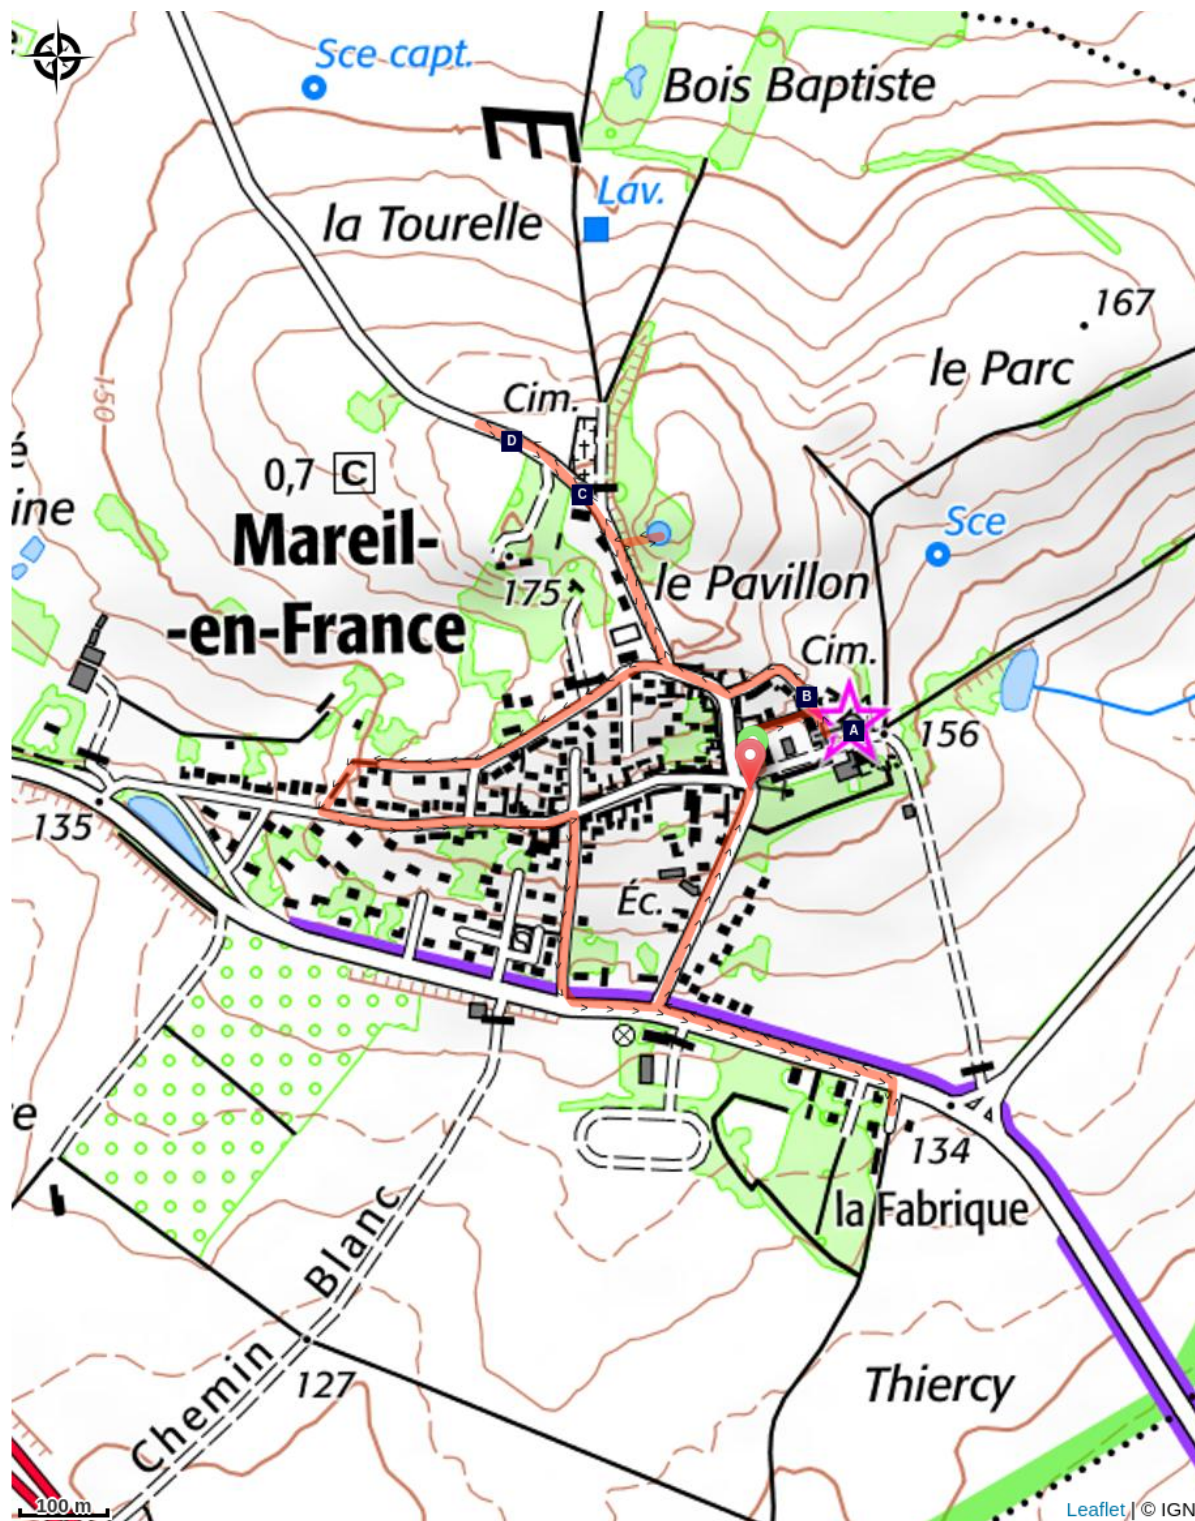 Sce capt.
Bois Baptiste
E
Lav.
la Tourelle
167
le Parc
150
Cim.
D
é
0,7 C
C
ine
Sce
Mareil-
le Pavillon
175
-en-France
Cim.
B
A
156
135
Éc.
134
e
la Fabrique
Chemin Blanc
127
Thiercy
100 m
Leaflet | © IGN